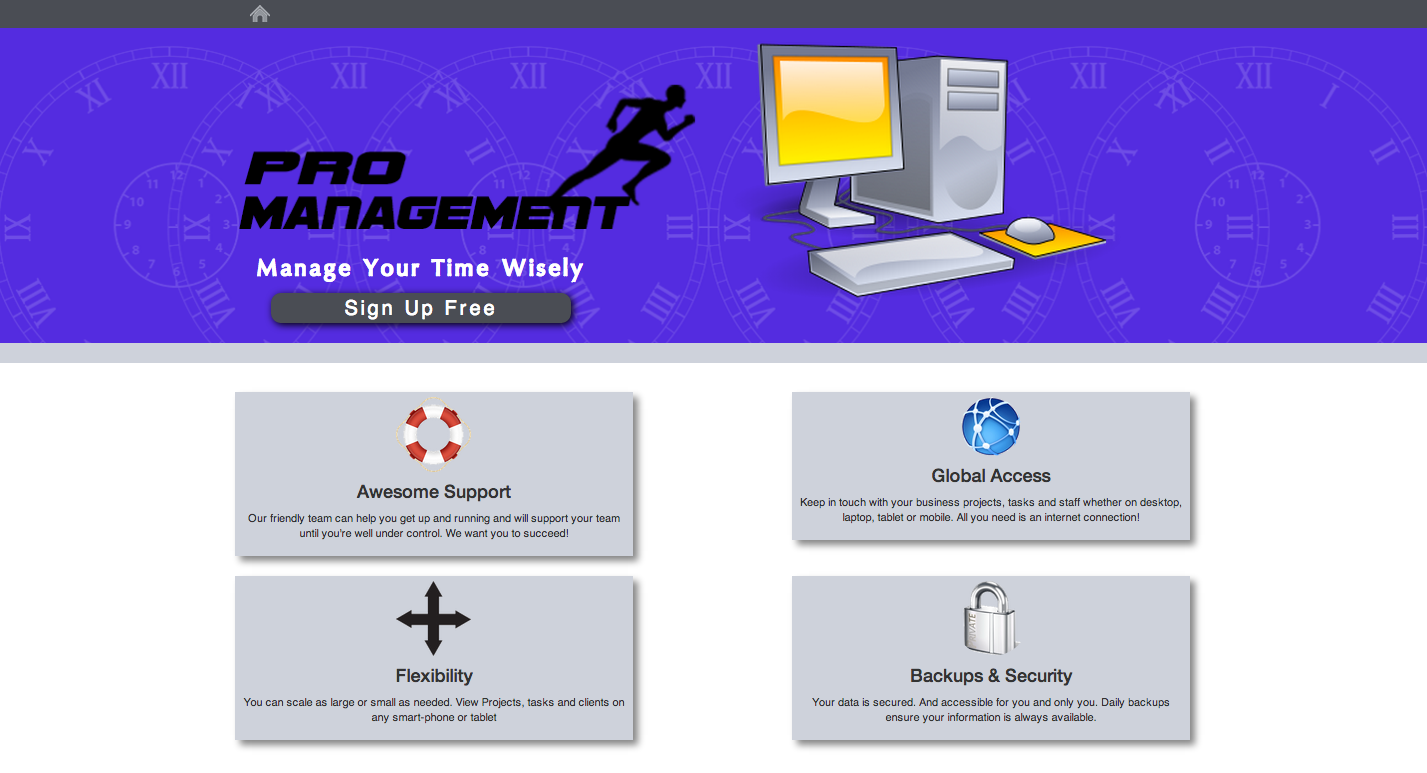 PRO
MANAGEMENT
Manage Your Time Wisely
Sign Up Free
Awesome Support
Our friendly team can help you get up and running and will support your team
until you're well under control. We want you to succeed!
Global Access
Keep in touch with your business projects, tasks and staff whether on desktop,
laptop, tablet or mobile. All you need is an internet connection!
Flexibility
You can scale as large or small as needed. View Projects, tasks and clients on
any smart-phone or tablet
PRIVATE
Backups & Security
Your data is secured. And accessible for you and only you. Daily backups
ensure your information is always available.